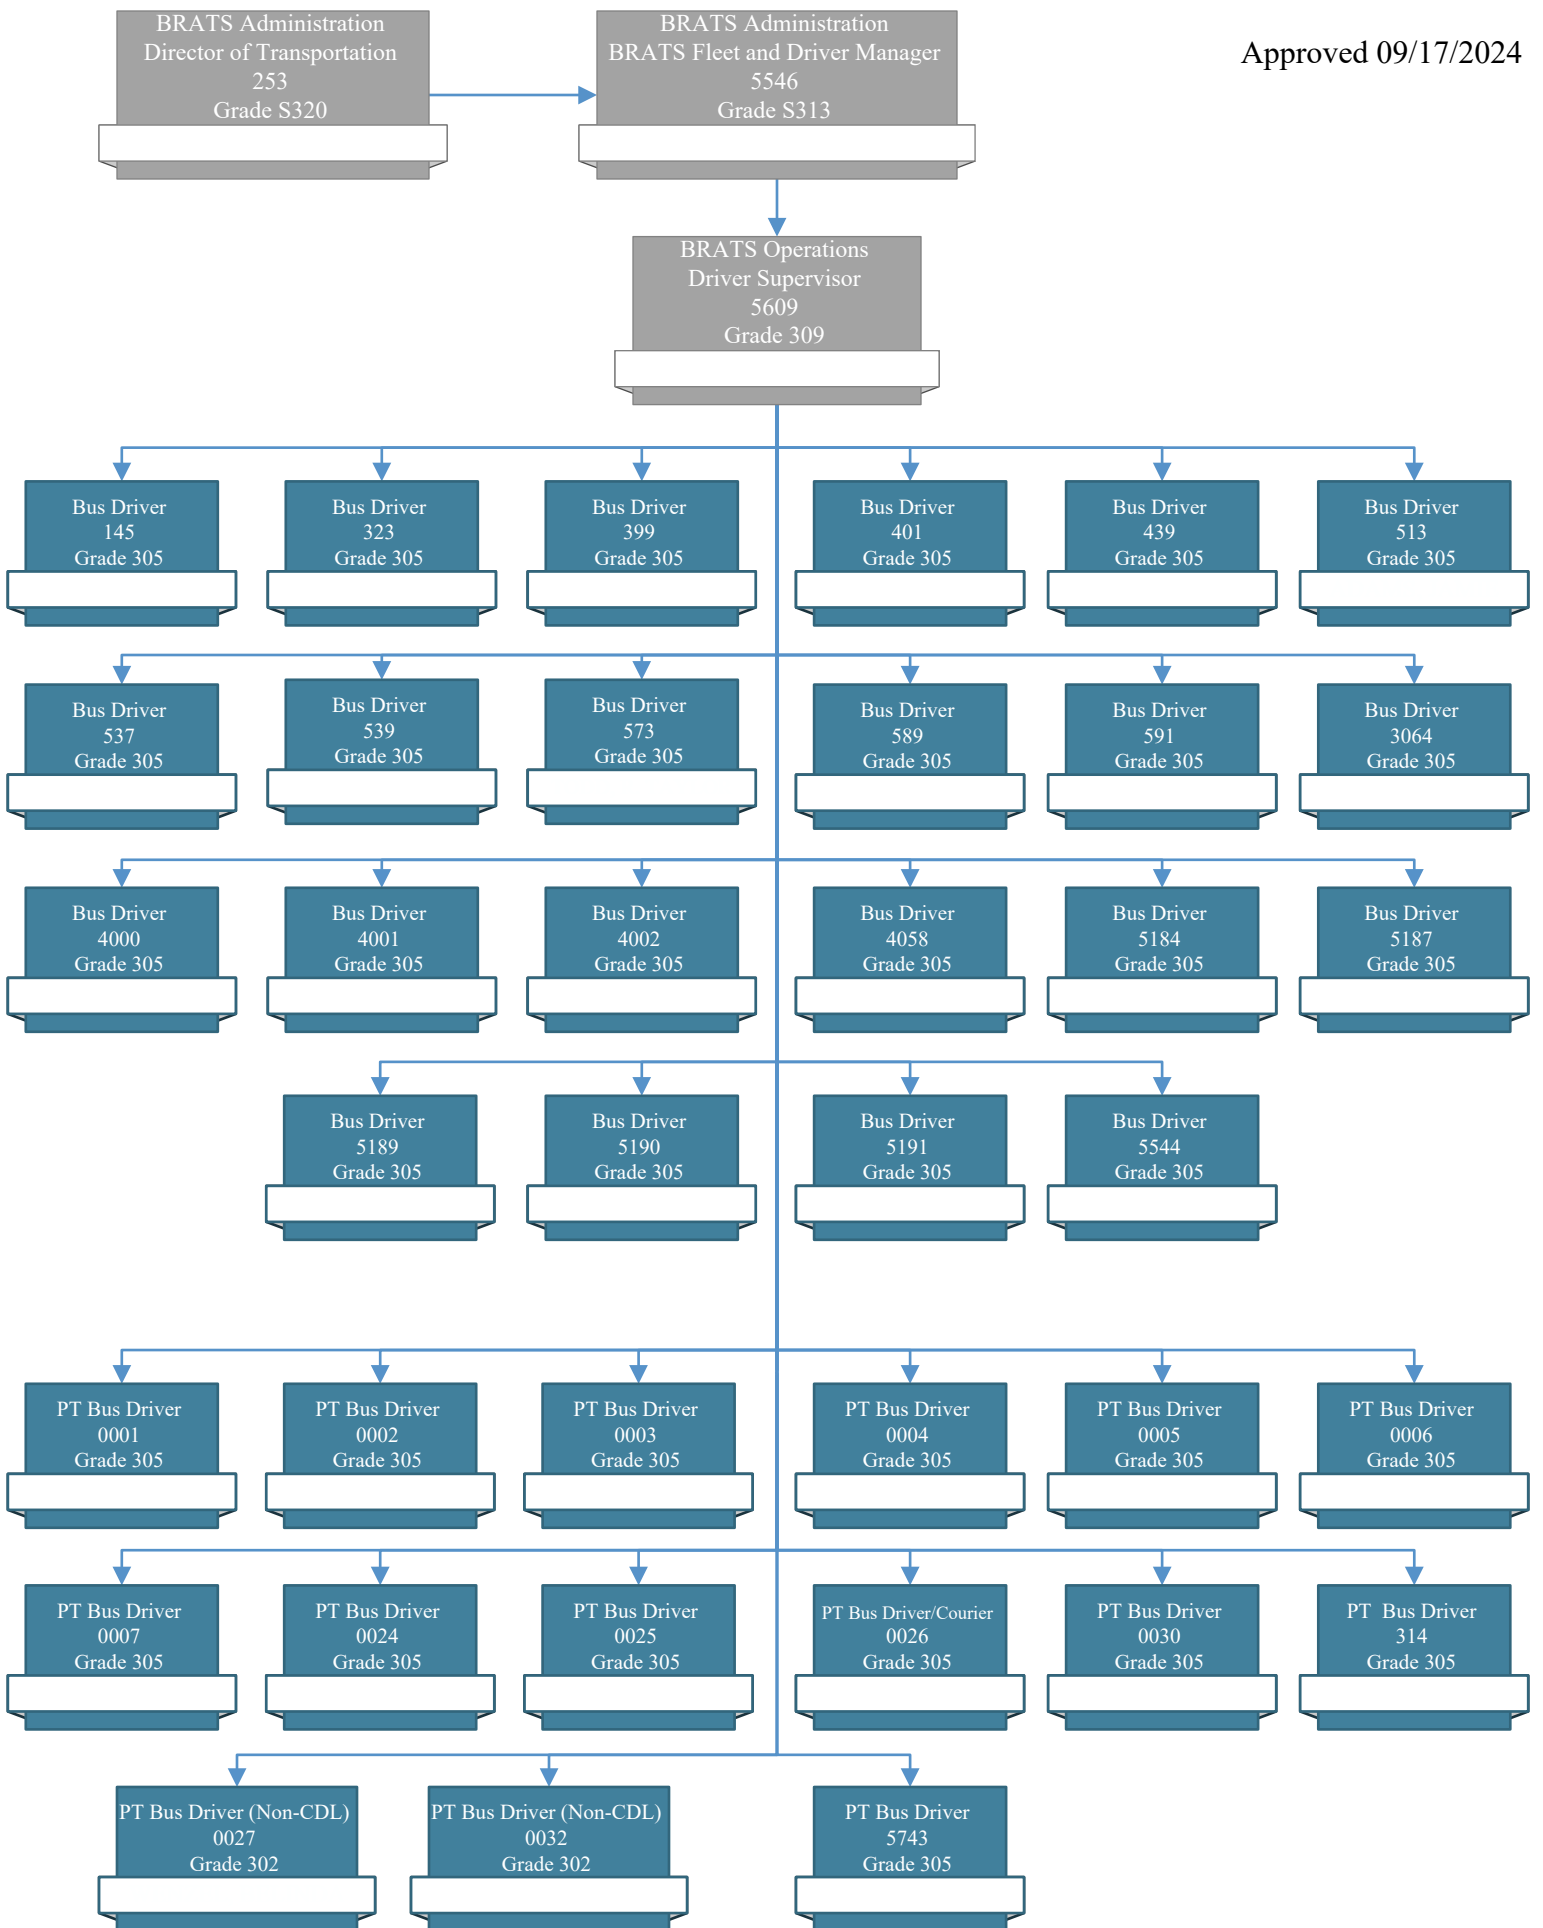 BRATS Administration
Director of Transportation
253
Grade S320
BRATS Administration
BRATS Fleet and Driver Manager
5546
Grade S313
Approved 09/17/2024
BRATS Operations
Driver Supervisor
5609
Grade 309
Bus Driver
145
Grade 305
Bus Driver
323
Grade 305
Bus Driver
399
Grade 305
Bus Driver
401
Grade 305
Bus Driver
439
Grade 305
Bus Driver
513
Grade 305
Bus Driver
537
Grade 305
Bus Driver
539
Grade 305
Bus Driver
573
Grade 305
Bus Driver
589
Grade 305
Bus Driver
591
Grade 305
Bus Driver
3064
Grade 305
Bus Driver
4000
Grade 305
Bus Driver
4001
Grade 305
Bus Driver
4002
Grade 305
Bus Driver
4058
Grade 305
Bus Driver
5184
Grade 305
Bus Driver
5187
Grade 305
Bus Driver
5189
Grade 305
Bus Driver
5190
Grade 305
Bus Driver
5191
Grade 305
Bus Driver
5544
Grade 305
PT Bus Driver
0001
Grade 305
PT Bus Driver
0002
Grade 305
PT Bus Driver
0003
Grade 305
PT Bus Driver
0004
Grade 305
PT Bus Driver
0005
Grade 305
PT Bus Driver
0006
Grade 305
PT Bus Driver
0007
Grade 305
PT Bus Driver
0024
Grade 305
PT Bus Driver
0025
Grade 305
PT Bus Driver/Courier
0026
Grade 305
PT Bus Driver
0030
Grade 305
PT Bus Driver
314
Grade 305
PT Bus Driver (Non-CDL)
0027
Grade 302
PT Bus Driver (Non-CDL)
0032
Grade 302
PT Bus Driver
5743
Grade 305